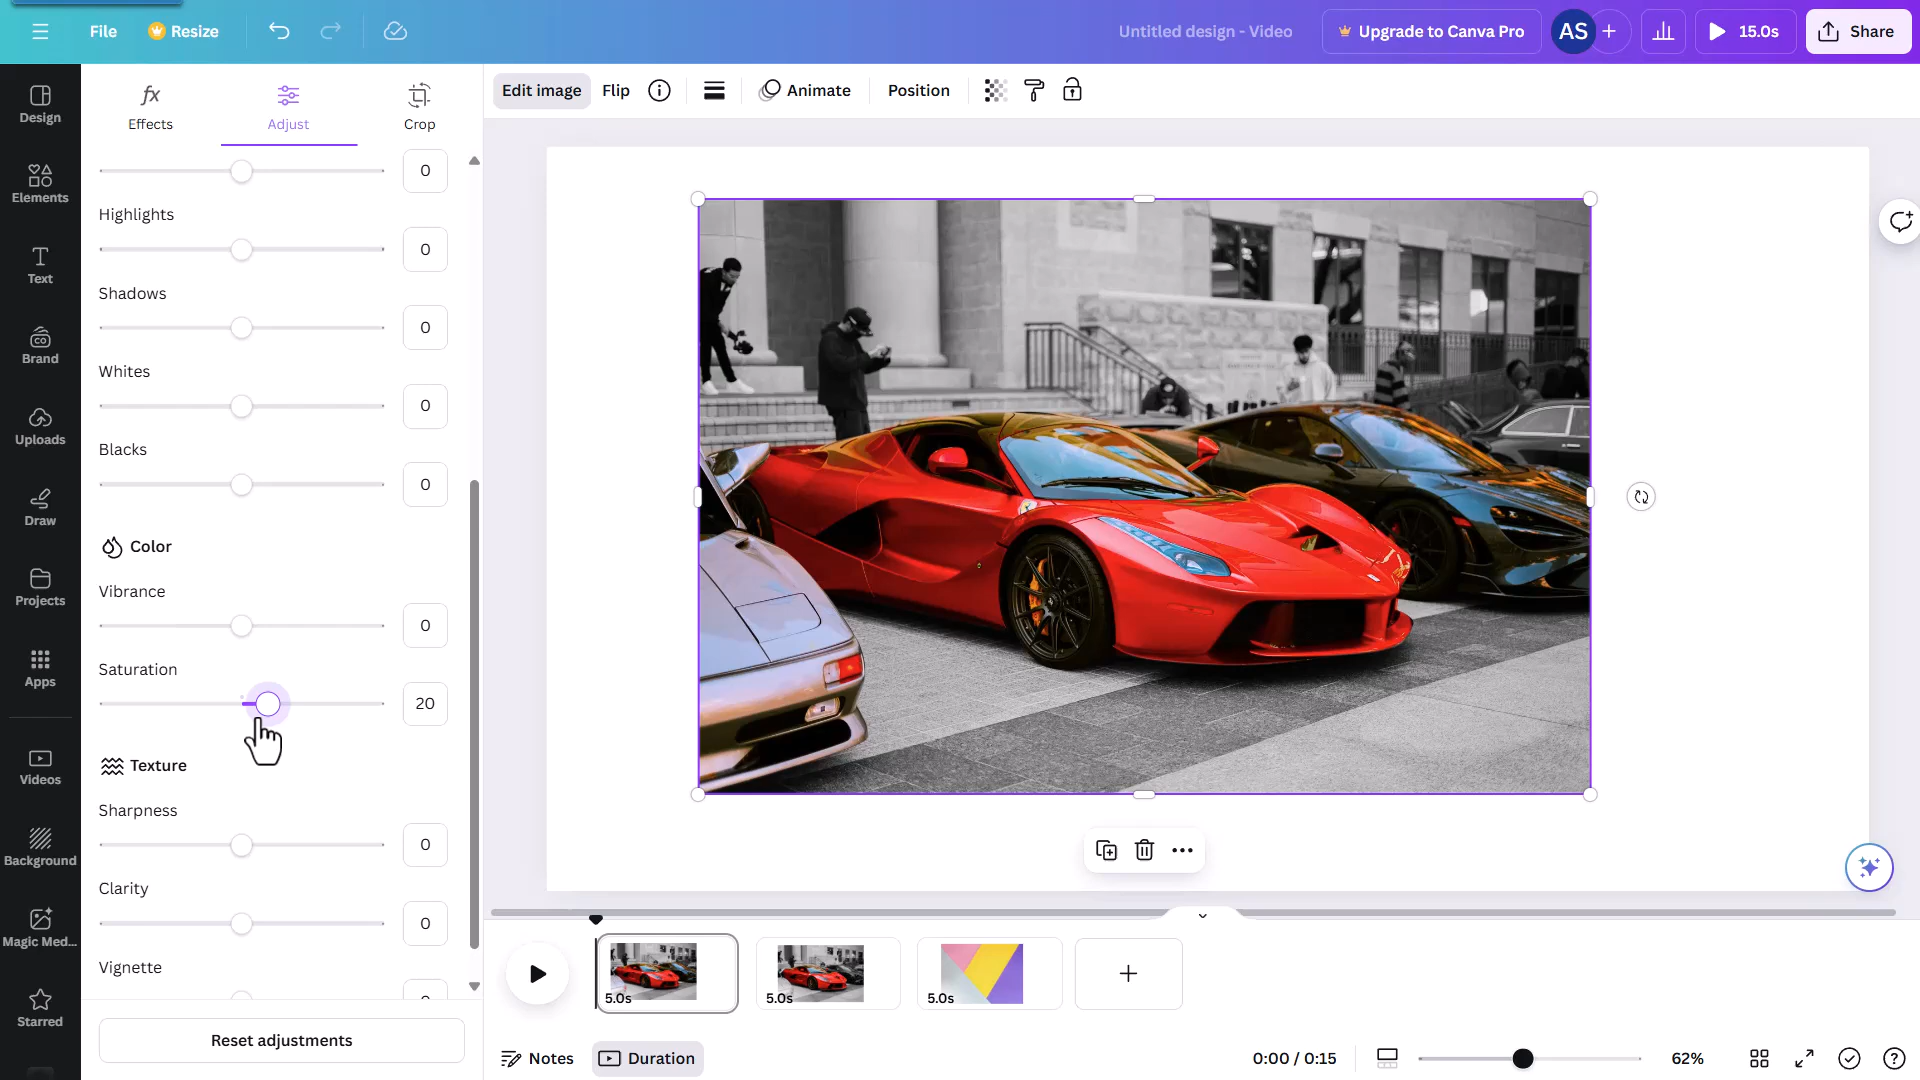 File
Resize
Untitled design - Video
Upgrade to Canva Pro
AS
15.0s
Share
Design
Elements
Text
Brand
Uploads
Draw
Projects
Apps
Videos
Background
Magic Med...
Starred
Effects
Adjust
Crop
0
Highlights
0
Shadows
0
Whites
0
Blacks
0
Color
Vibrance
0
Saturation
20
Texture
Sharpness
0
Clarity
0
Vignette
Reset adjustments
Edit image
Flip
Animate
Position
5.0s
5.0s
5.0s
Notes
Duration
0:00 / 0:15
62%